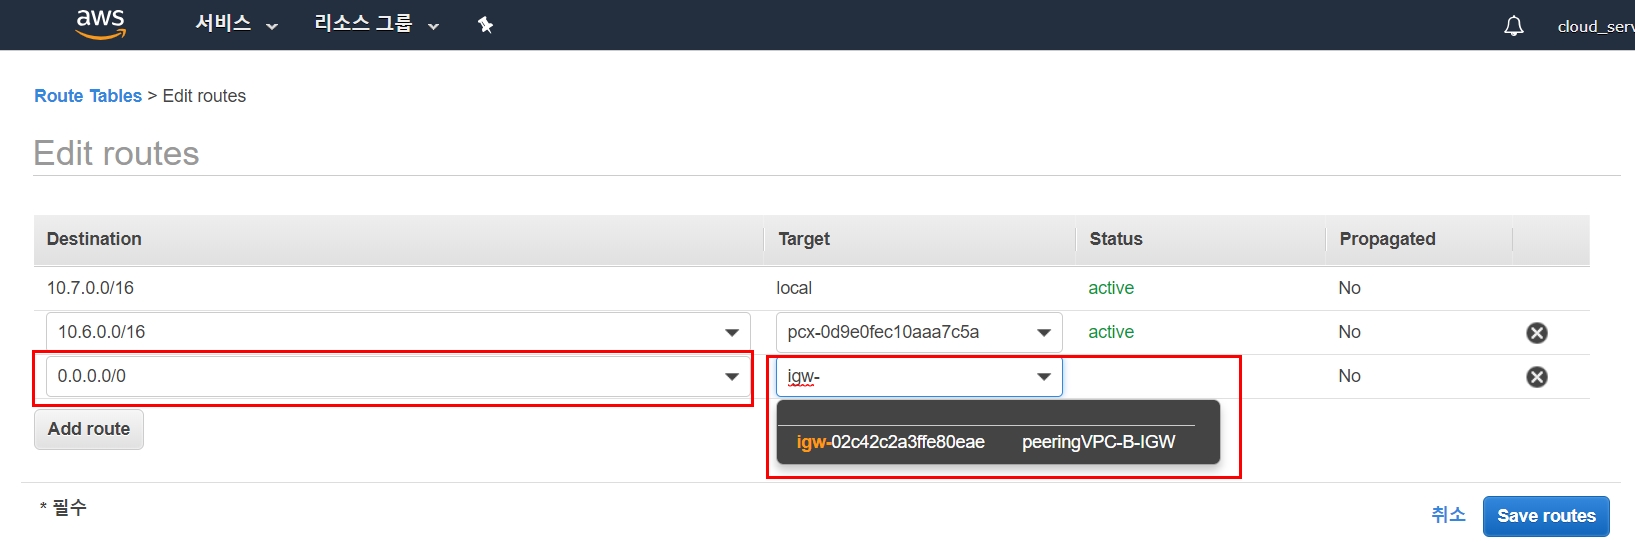 aws 서비스 리소스 그룹 cloud_serv
Route Tables > Edit routes
Edit routes
Destination Target Status Propagated
10.7.0.0/16 local active No
10.6.0.0/16 pcx-0d9e0fec10aaa7c5a active No
0.0.0.0/0 igw- No
Add route
igw-02c42c2a3ffe80eae peeringVPC-B-IGW
* 필수
취소 Save routes